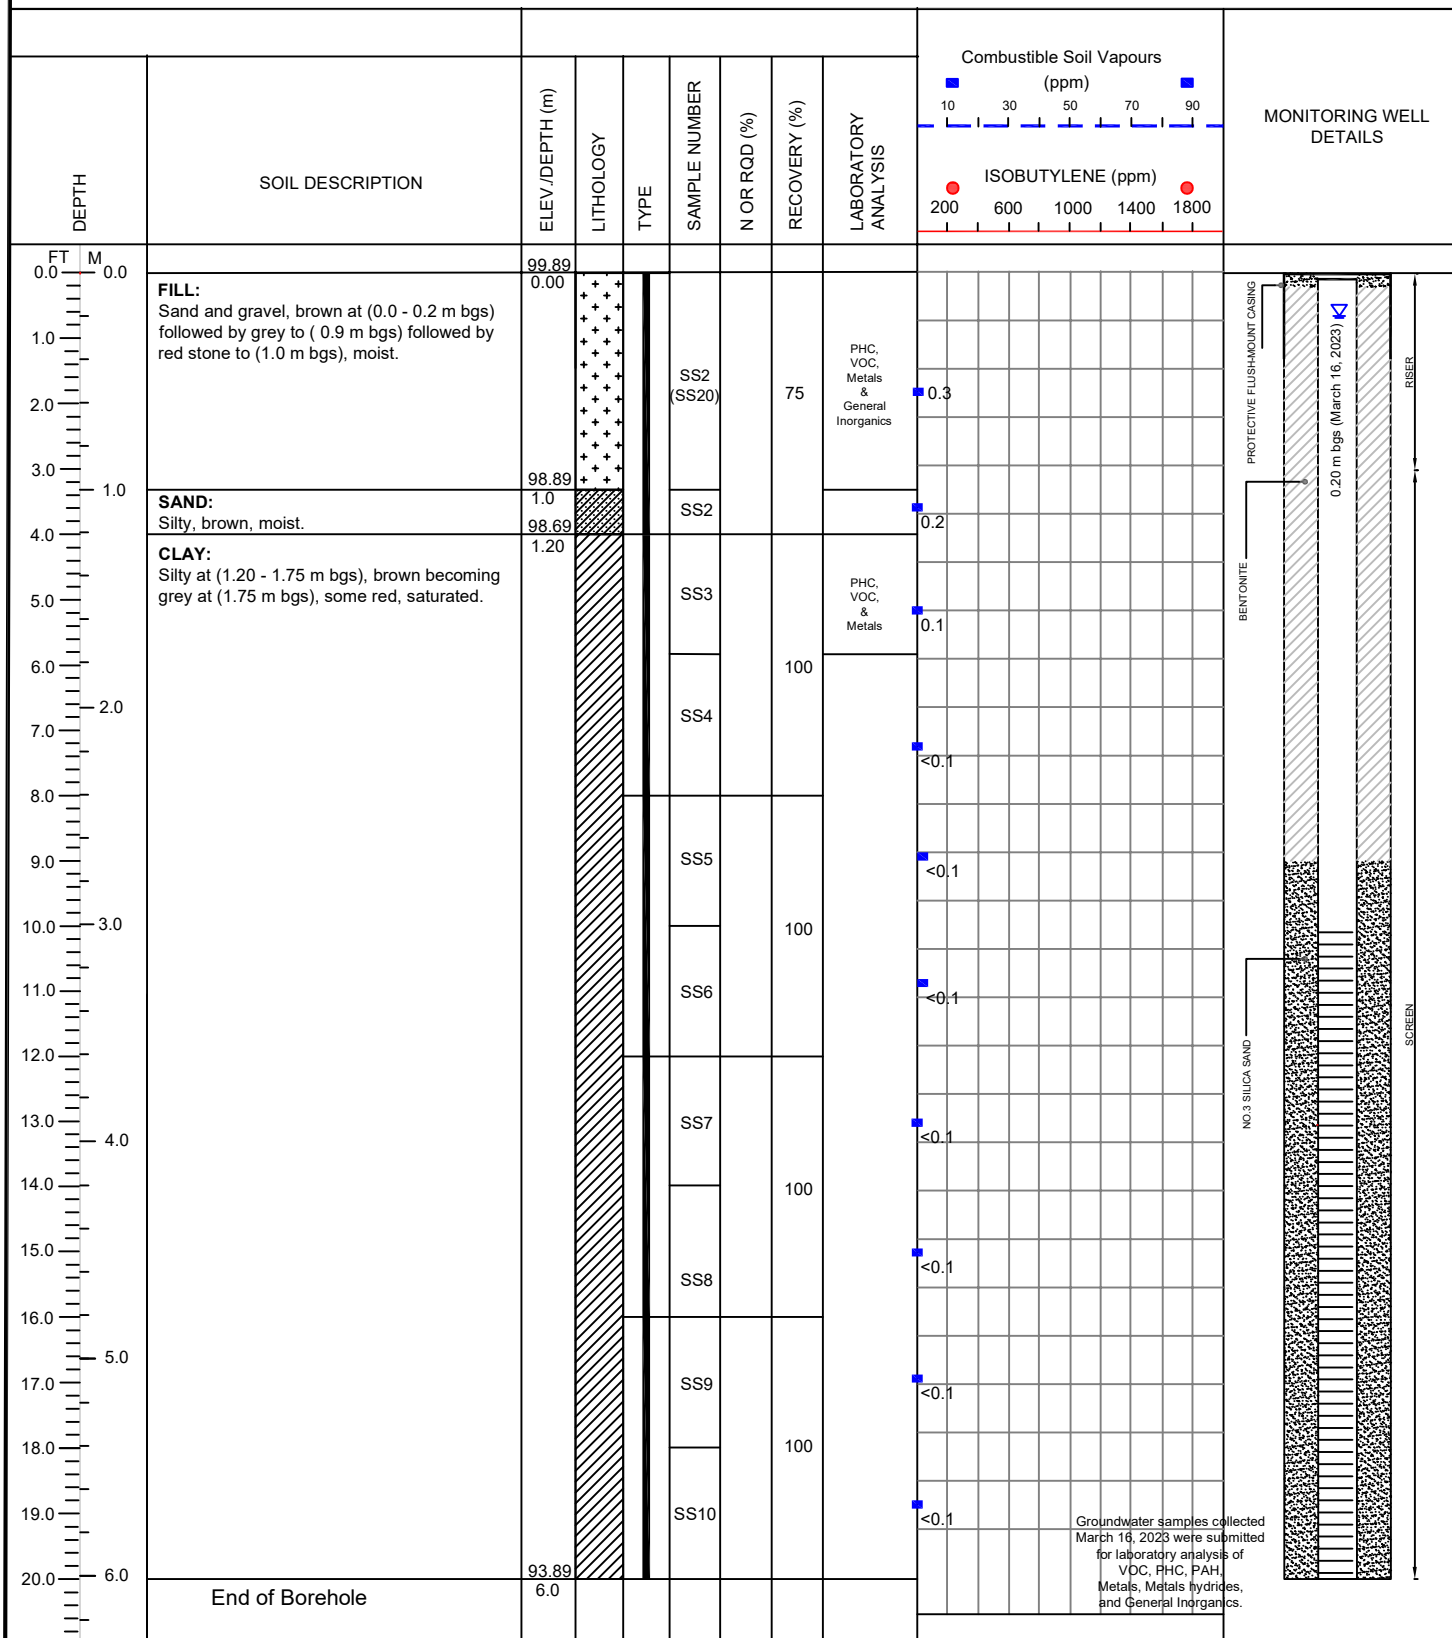 Combustible Soil Vapours
(ppm)
10 30 50 70 90
ISOBUTYLENE (ppm)
200 600 1000 1400 1800
DEPTH
SOIL DESCRIPTION
ELEV./DEPTH (m)
LITHOLOGY
TYPE
SAMPLE NUMBER
N OR RQD (%)
RECOVERY (%)
LABORATORY
ANALYSIS
MONITORING WELL
DETAILS
FT M
0.0 0.0
1.0
2.0
3.0
1.0
4.0
5.0
6.0
2.0
7.0
8.0
9.0
10.0 3.0
11.0
12.0
13.0
4.0
14.0
15.0
16.0
5.0
17.0
18.0
19.0
20.0 6.0
FILL:
Sand and gravel, brown at (0.0 - 0.2 m bgs)
followed by grey to ( 0.9 m bgs) followed by
red stone to (1.0 m bgs), moist.
SAND:
Silty, brown, moist.
CLAY:
Silty at (1.20 - 1.75 m bgs), brown becoming
grey at (1.75 m bgs), some red, saturated.
End of Borehole
99.89
0.00
98.89
1.0
98.69
1.20
93.89
6.0
SS2
(SS20)
SS2
SS3
SS4
SS5
SS6
SS7
SS8
SS9
SS10
75
100
100
100
100
PHC,
VOC,
Metals
&
General
Inorganics
PHC,
VOC,
&
Metals
0.3
0.2
0.1
<0.1
<0.1
<0.1
<0.1
<0.1
<0.1
<0.1
Groundwater samples collected
March 16, 2023 were submitted
for laboratory analysis of
VOC, PHC, PAH,
Metals, Metals hydrides,
and General Inorganics.
PROTECTIVE FLUSH-MOUNT CASING
BENTONITE
NO.3 SILICA SAND
0.20 m bgs (March 16, 2023)
RISER
SCREEN